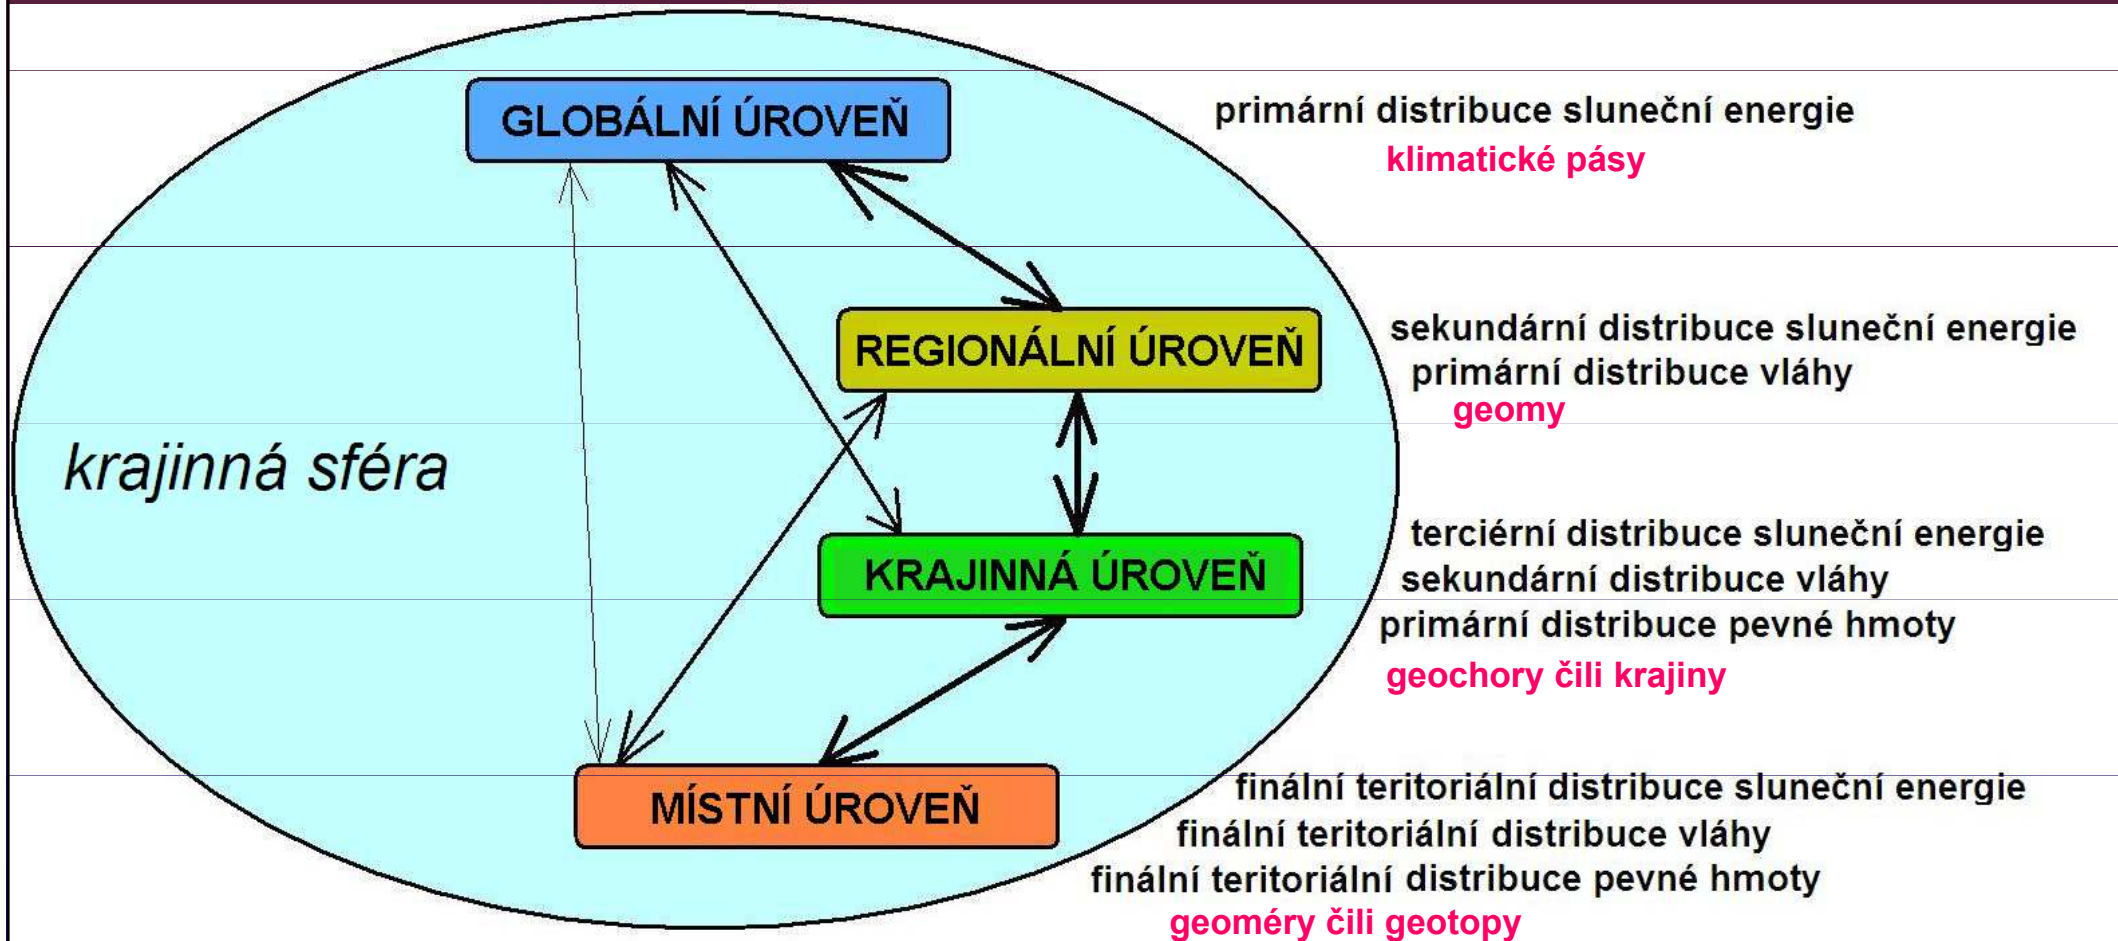 GLOBÁLNÍ ÚROVEŇ
primární distribuce sluneční energie
klimatické pásy
REGIONÁLNÍ ÚROVEŇ
sekundární distribuce sluneční energie
primární distribuce vláhy
geomy
krajinná sféra
KRAJINNÁ ÚROVEŇ
terciérní distribuce sluneční energie
sekundární distribuce vláhy
primární distribuce pevné hmoty
geochory čili krajiny
MÍSTNÍ ÚROVEŇ
finální teritoriální distribuce sluneční energie
finální teritoriální distribuce vláhy
finální teritoriální distribuce pevné hmoty
geoméry čili geotopy